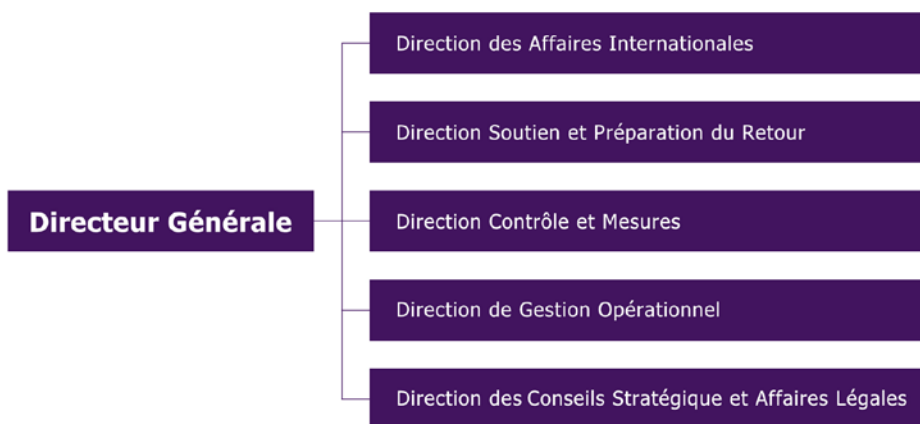 Directeur Générale
Direction des Affaires Internationales
Direction Soutien et Préparation du Retour
Direction Contrôle et Mesures
Direction de Gestion Opérationnel
Direction des Conseils Stratégique et Affaires Légales